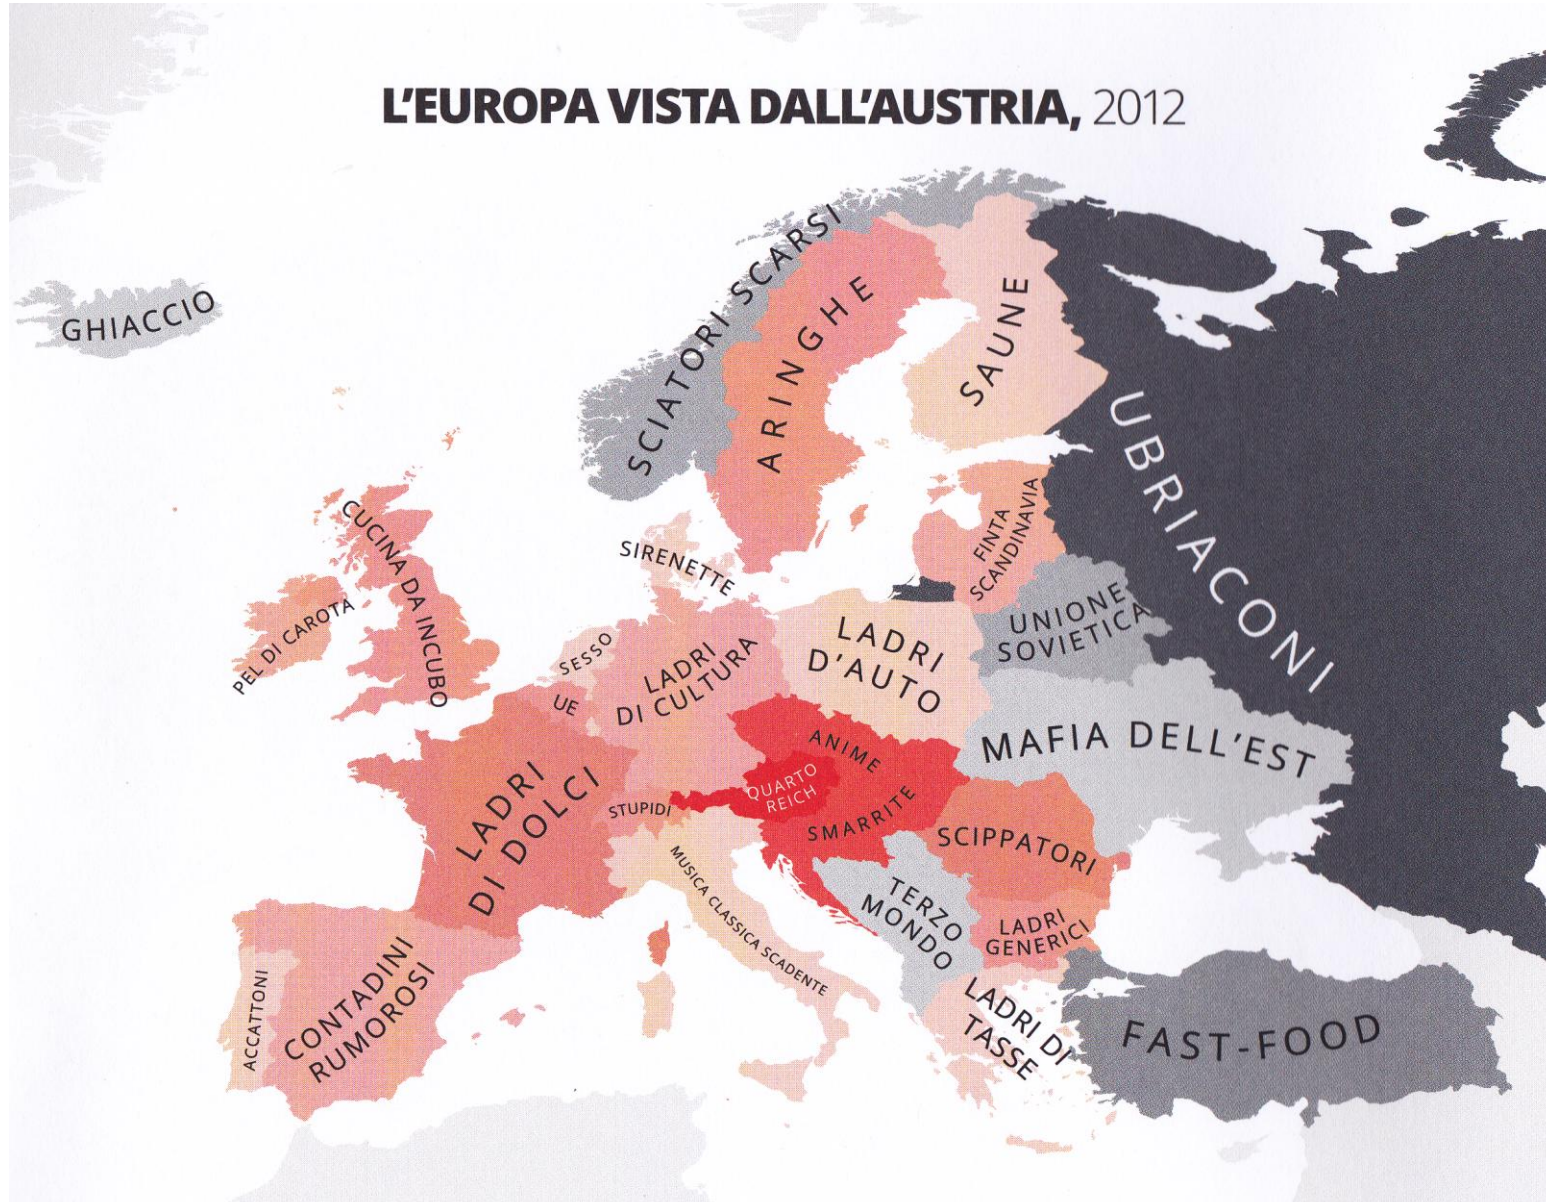 L'EUROPA VISTA DALL'AUSTRIA, 2012
GHIACCIO
SCIATORI SCARSI
ARINGHE
SAUNE
UBRIACONI
FINTA
SCANDINAVIA
CUCINA DA INCUBO
PEL DI CAROTA
SIRENETTE
UNIONE
SOVIETICA
SESSO
UE
LADRI
DI CULTURA
LADRI
D'AUTO
MAFIA DELL'EST
ANIME
SMARRITE
QUARTO
REICH
STUPIDI
LADRI
DI DOLCI
SCIPPATORI
MUSICA CLASSICA SCADENTE
TERZO
MONDO
LADRI
GENERICI
ACCATTONI
CONTADINI
RUMOROSI
LADRI DI
TASSE
FAST-FOOD